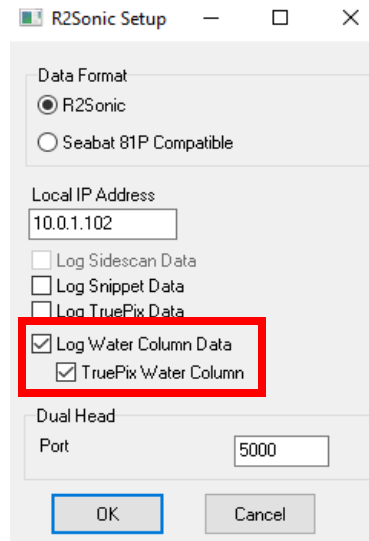 R2Sonic Setup
Data Format
R2Sonic
Seabat 81P Compatible
Local IP Address
10.0.1.102
Log Sidescan Data
Log Snippet Data
Log TruePix Data
Log Water Column Data
TruePix Water Column
Dual Head
Port 5000
OK Cancel